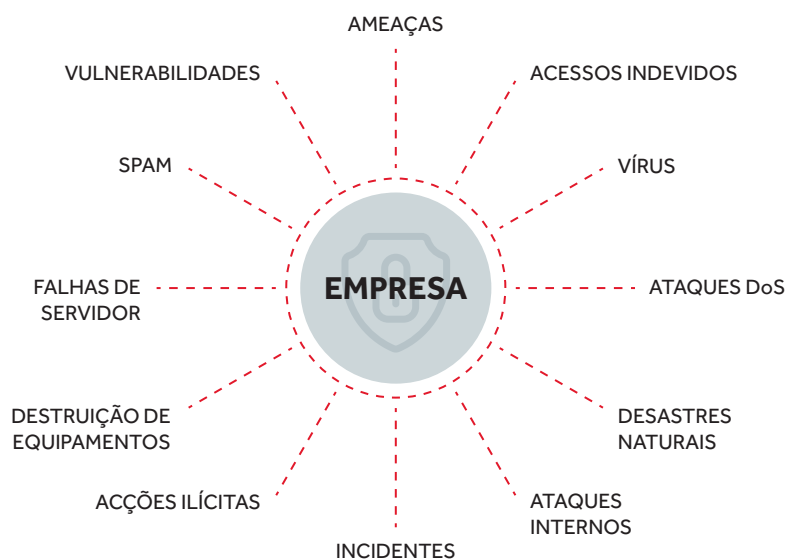 AMEAÇAS
VULNERABILIDADES
ACESSOS INDEVIDOS
SPAM
VÍRUS
FALHAS DE
SERVIDOR
EMPRESA
ATAQUES DoS
DESTRUIÇÃO DE
EQUIPAMENTOS
DESASTRES
NATURAIS
ACÇÕES ILÍCITAS
ATAQUES
INTERNOS
INCIDENTES